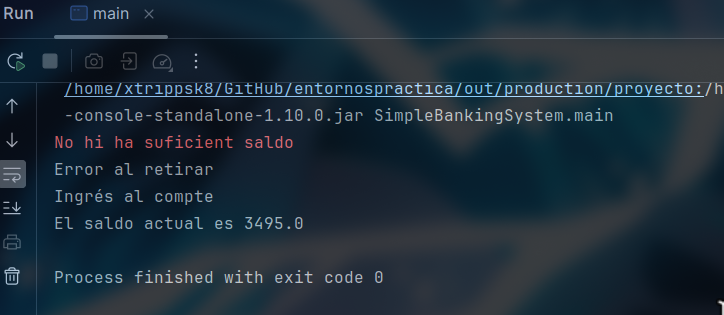 Run
main
/home/xtrippsk8/GitHub/entornospractica/out/production/proyecto:/h
-console-standalone-1.10.0.jar SimpleBankingSystem.main
No hi ha suficient saldo
Error al retirar
Ingrés al compte
El saldo actual es 3495.0
Process finished with exit code 0